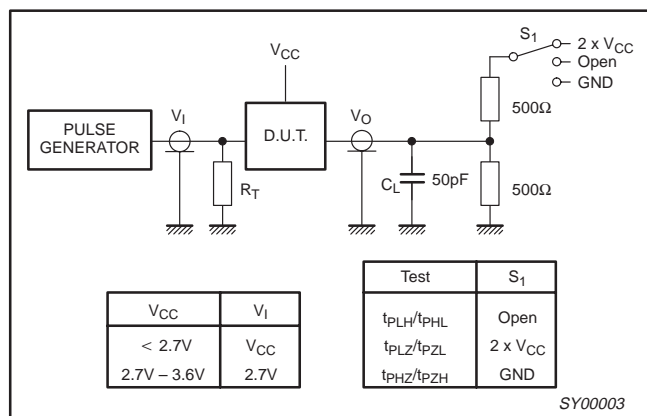 S1
2 x VCC
Open
GND
VCC
500Ω
VI
VO
PULSE GENERATOR
D.U.T.
RT
CL
50pF
500Ω
VCC VI
< 2.7V VCC
2.7V – 3.6V 2.7V
Test S1
tPLH/tPHL Open
tPLZ/tPZL 2 x VCC
tPHZ/tPZH GND
SY00003